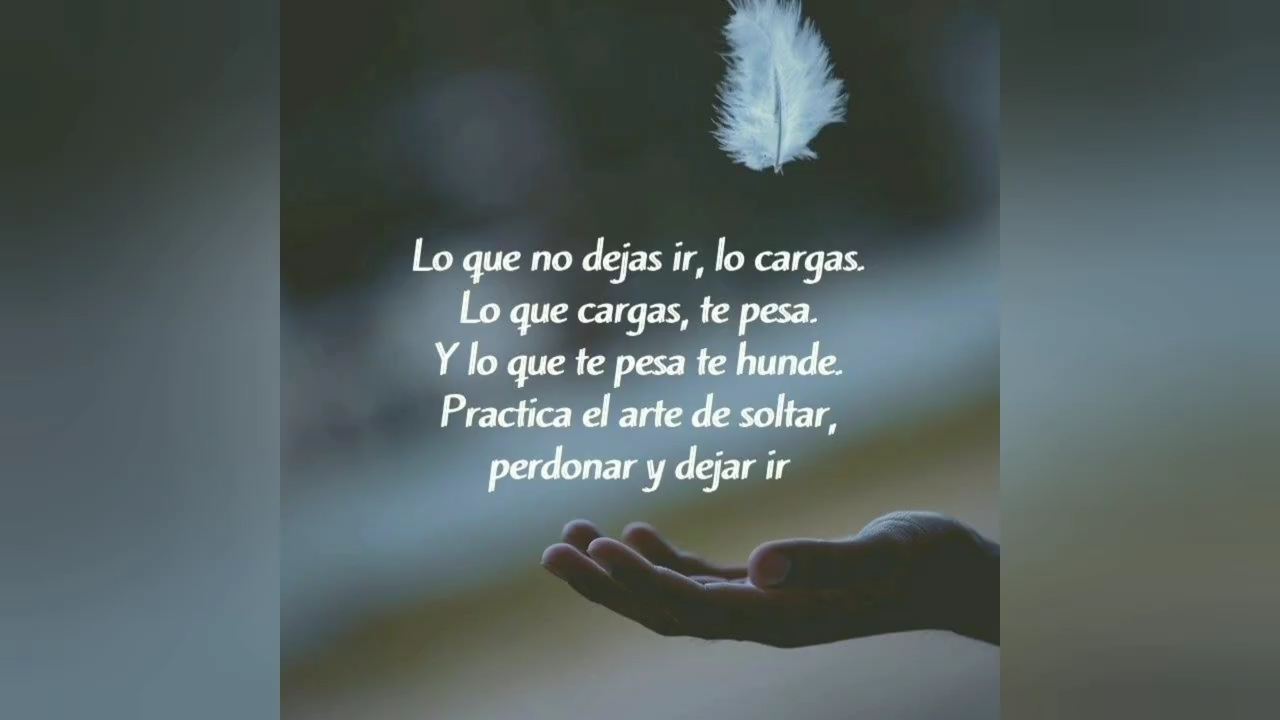 Lo que no dejas ir, lo cargas.
Lo que cargas, te pesa.
Y lo que te pesa te hunde.
Practica el arte de soltar,
perdonar y dejar ir